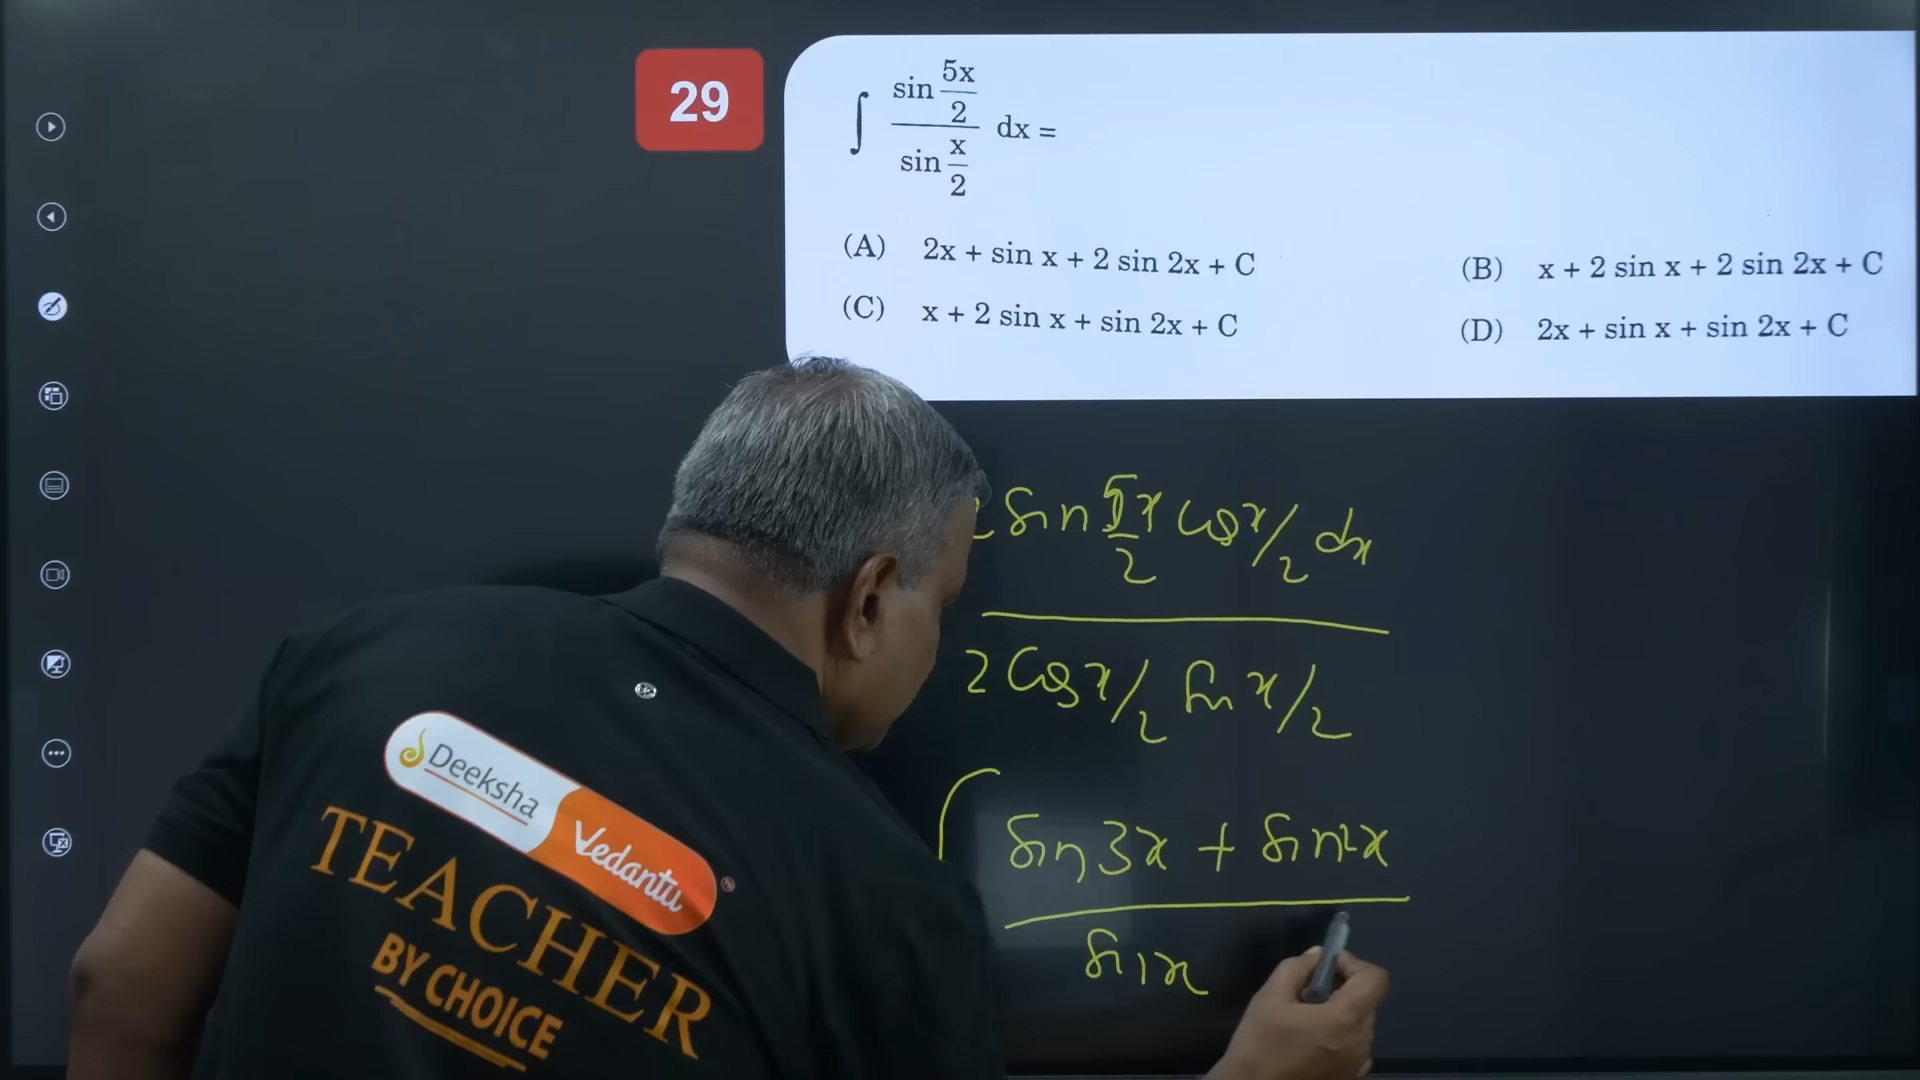 29
∫ sin 5x/2 / sin x/2 dx =
(A) 2x + sin x + 2 sin 2x + C
(B) x + 2 sin x + 2 sin 2x + C
(C) x + 2 sin x + sin 2x + C
(D) 2x + sin x + sin 2x + C
2 Sin 5x/2 Cos x/2 dx
2 Cos x/2 Sin x/2
∫ Sin 3x + Sin 2x
Sin x
Deeksha
Vedantu
TEACHER
BY CHOICE